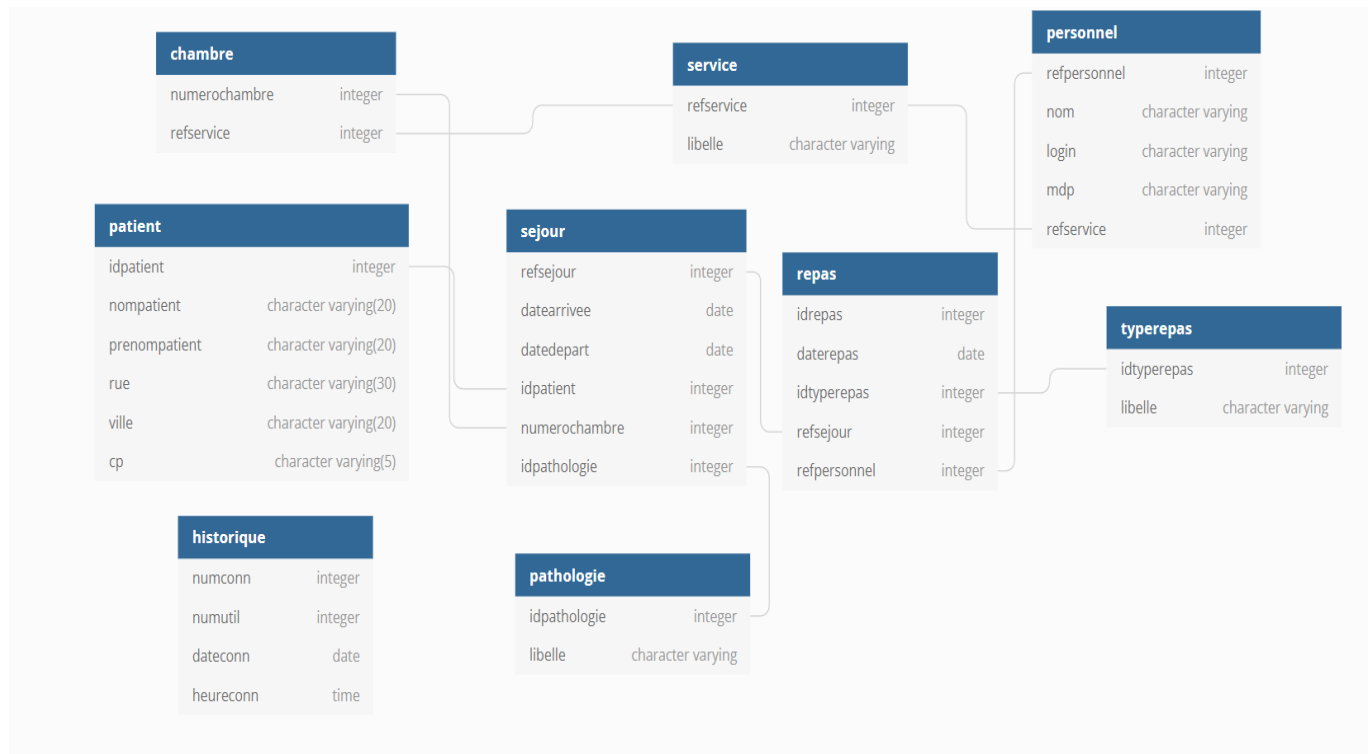 chambre
numerochambre integer
refservice integer
service
refservice integer
libelle character varying
personnel
refpersonnel integer
nom character varying
login character varying
mdp character varying
refservice integer
patient
idpatient integer
nompatient character varying(20)
prenompatient character varying(20)
rue character varying(30)
ville character varying(20)
cp character varying(5)
sejour
refsejour integer
datearrivee date
datedepart date
idpatient integer
numerochambre integer
idpathologie integer
repas
idrepas integer
daterepas date
idtyperepas integer
refsejour integer
refpersonnel integer
typerepas
idtyperepas integer
libelle character varying
historique
numconn integer
numutil integer
dateconn date
heureconn time
pathologie
idpathologie integer
libelle character varying